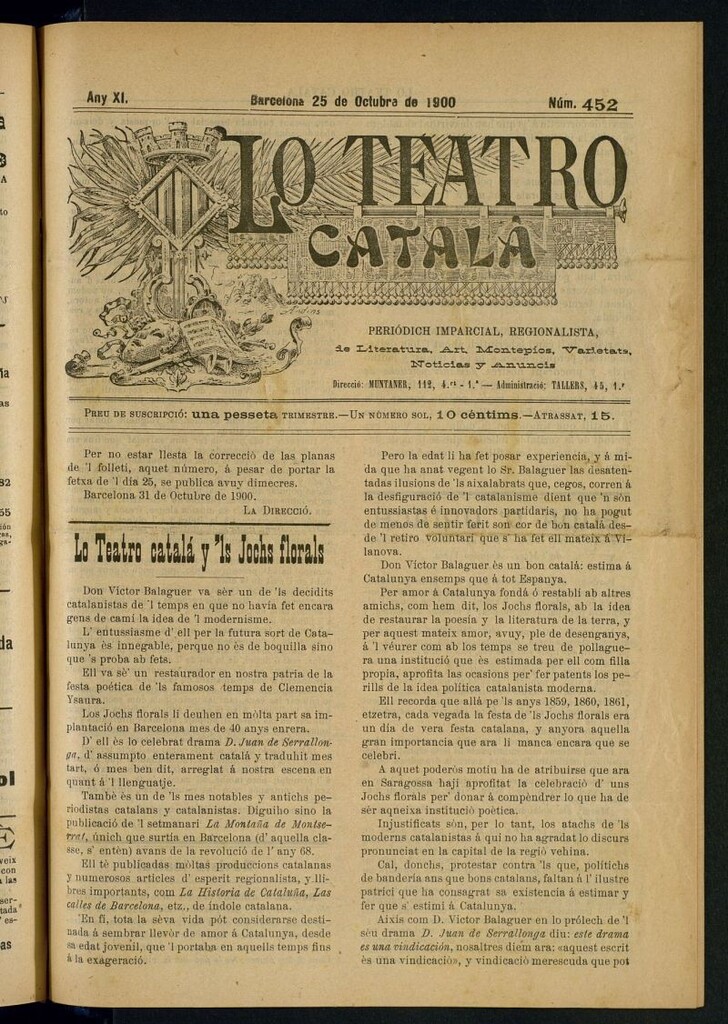 Any XI.
Barcelona 25 de Octubre de 1900
Núm. 452
LO TEATRO
CATALÁ
PERIÓDICH IMPARCIAL, REGIONALISTA,
de Literatura, Art, Montepíos, Varietats,
Noticias y Anuncis
Direcció: MUNTANER, 112, 4.rt - 1.ª — Administració: TALLERS, 45, 1.r
PREU DE SUSCRIPCIÓ: una pesseta TRIMESTRE.—UN NÚMERO SOL, 10 céntims.—ATRASSAT, 15.
Per no estar llesta la correcció de las planas
de 'l folletí, aquet número, á pesar de portar la
fetxa de 'l día 25, se publica avuy dimecres.
Barcelona 31 de Octubre de 1900.
LA DIRECCIÓ.
Lo Teatro catalá y 'ls Jochs florals
Don Víctor Balaguer va sèr un de 'ls decidits
catalanistas de 'l temps en que no havía fet encara
gens de camí la idea de 'l modernisme.
L' entussiasme d' ell per la futura sort de Cata-
lunya ès innegable, perque no ès de boquilla sino
que 's proba ab fets.
Ell va sè' un restaurador en nostra patria de la
festa poètica de 'ls famosos temps de Clemencia
Ysaura.
Los Jochs florals li deuhen en mólta part sa im-
plantació en Barcelona mes de 40 anys enrera.
D' ell ès lo celebrat drama D. Juan de Serrallon-
ga, d' assumpto enterament catalá y traduhit mes
tart, ó mes ben dit, arreglat á nostra escena en
quant á 'l llenguatje.
També ès un de 'ls mes notables y antichs pe-
riodistas catalans y catalanistas. Diguiho sino la
publicació de 'l setmanari La Montaña de Montse-
rrat, únich que surtía en Barcelona (d' aquella cla-
sse, s' entèn) avans de la revolució de l' any 68.
Ell tè publicadas móltas produccions catalanas
y numerosos articles d' esperit regionalista, y lli-
bres importants, com La Historia de Cataluña, Las
calles de Barcelona, etz., de índole catalana.
En fi, tota la sèva vida pót considerarse desti-
nada á sembrar llevòr de amor á Catalunya, desde
sa edat jovenil, que 'l portaba en aquells temps fins
á la exageració.
Pero la edat li ha fet posar experiencia, y á mi-
da que ha anat vegent lo Sr. Balaguer las desaten-
tadas ilusions de 'ls aixalabrats que, cegos, corren á
la desfiguració de 'l catalanisme dient que 'n són
entussiastas é innovadors partidaris, no ha pogut
de menos de sentir ferit son cor de bon catalá des-
de 'l retiro voluntari que s' ha fet ell mateix á Vi-
lanova.
Don Víctor Balaguer ès un bon catalá: estima á
Catalunya ensemps que á tot Espanya.
Per amor á Catalunya fondá ó restablí ab altres
amichs, com hem dit, los Jochs florals, ab la idea
de restaurar la poesía y la literatura de la terra, y
per aquest mateix amor, avuy, ple de desenganys,
á 'l véurer com ab los temps se treu de pollague-
ra una institució que ès estimada per ell com filla
propia, aprofita las ocasions per' fer patents los pe-
rills de la idea política catalanista moderna.
Ell recorda que allá pe 'ls anys 1859, 1860, 1861,
etzetra, cada vegada la festa de 'ls Jochs florals era
un día de vera festa catalana, y anyora aquella
gran importancia que ara li manca encara que se
celebri.
A aquet poderós motiu ha de atribuirse que ara
en Saragossa haji aprofitat la celebració d' uns
Jochs florals per' donar á compèndrer lo que ha de
sèr aqueixa institució poètica.
Injustificats són, per lo tant, los atachs de 'ls
moderns catalanistas á qui no ha agradat lo discurs
pronunciat en la capital de la regió vehina.
Cal, donchs, protestar contra 'ls que, polítichs
de bandería ans que bons catalans, faltan á l' ilustre
patrici que ha consagrat sa existencia á estimar y
fer que s' estimi á Catalunya.
Aixís com D. Víctor Balaguer en lo prólech de 'l
séu drama D. Juan de Serrallonga diu: este drama
es una vindicación, nosaltres diem ara: «aquest escrit
ès una vindicació», y vindicació merescuda que pot